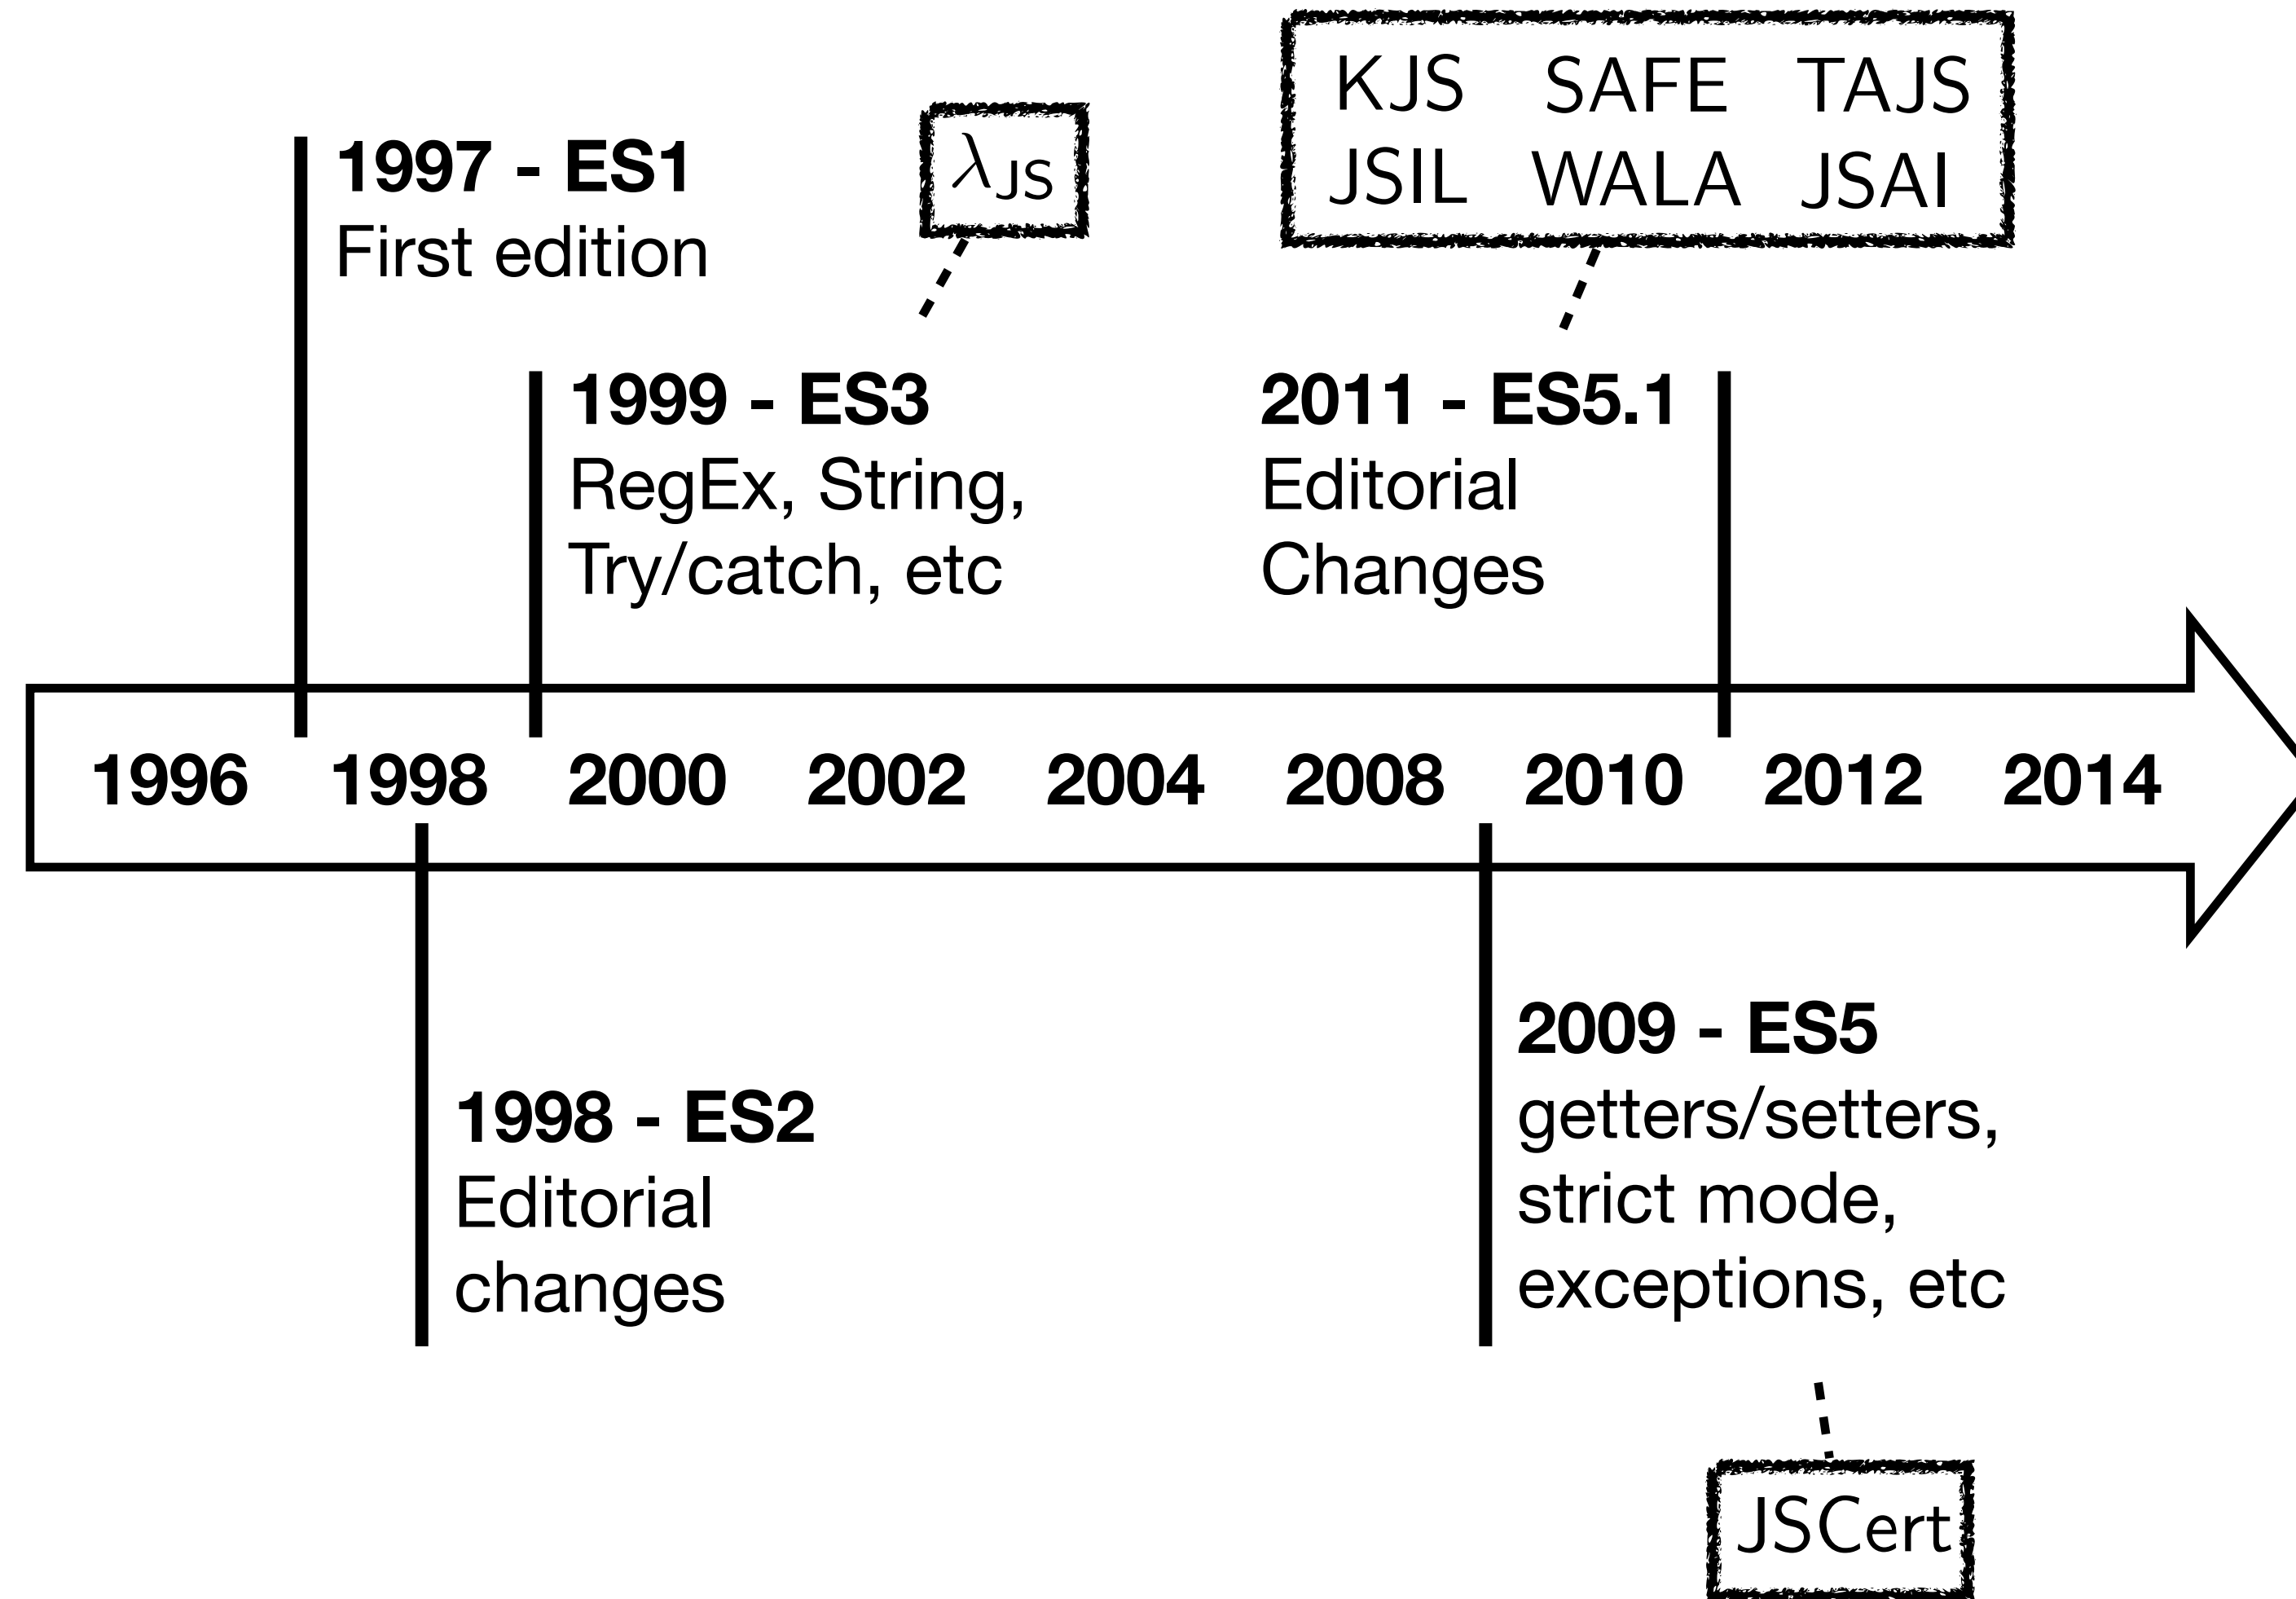 KJS SAFE TAJS
JSIL WALA JSAI
λJS
1997 - ES1
First edition
1999 - ES3
RegEx, String,
Try/catch, etc
2011 - ES5.1
Editorial
Changes
1996 1998 2000 2002 2004 2008 2010 2012 2014
1998 - ES2
Editorial
changes
2009 - ES5
getters/setters,
strict mode,
exceptions, etc
JSCert